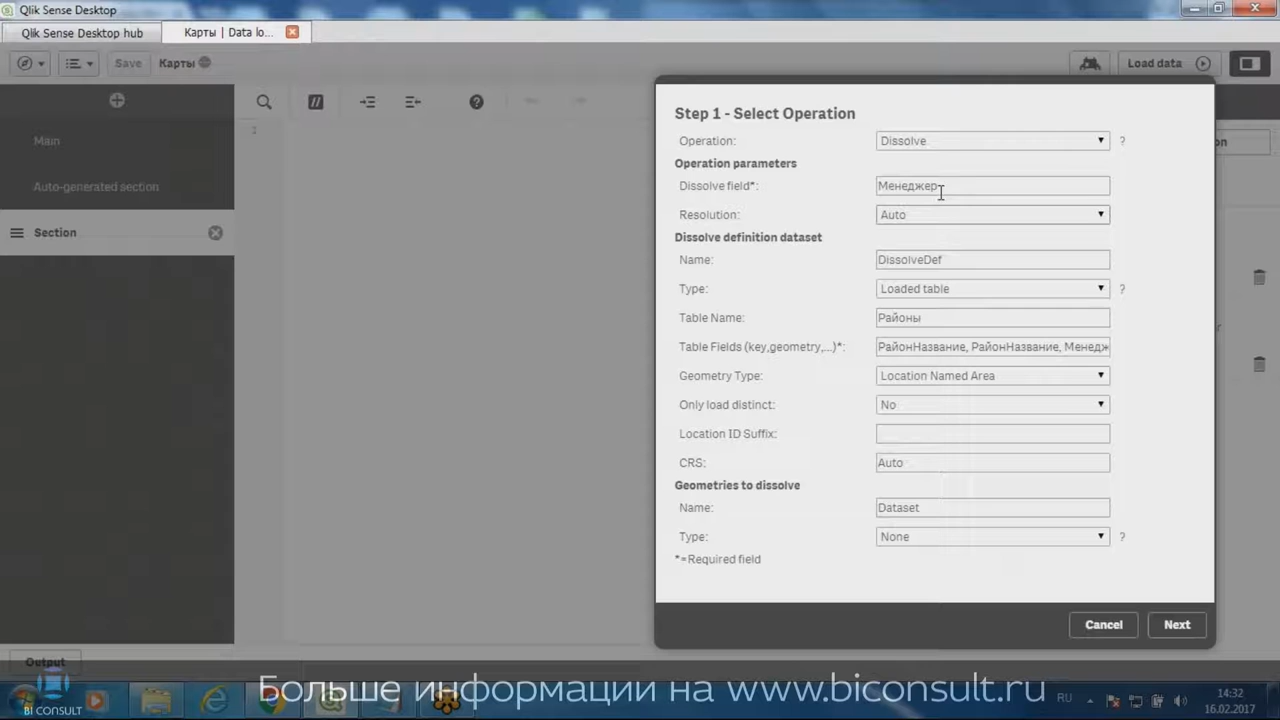 Qlik Sense Desktop
Qlik Sense Desktop hub
Карты | Data lo...
Save
Карты
Load data
Main
Auto-generated section
Section
1
Step 1 - Select Operation
Operation: Dissolve ?
Operation parameters
Dissolve field*: Менеджер
Resolution: Auto
Dissolve definition dataset
Name: DissolveDef
Type: Loaded table ?
Table Name: Районы
Table Fields (key,geometry,...)*: РайонНазвание, РайонНазвание, Менедж
Geometry Type: Location Named Area
Only load distinct: No
Location ID Suffix:
CRS: Auto
Geometries to dissolve
Name: Dataset
Type: None ?
*=Required field
Cancel
Next
Output
Больше информации на www.biconsult.ru
BI CONSULT
RU
14:32
16.02.2017